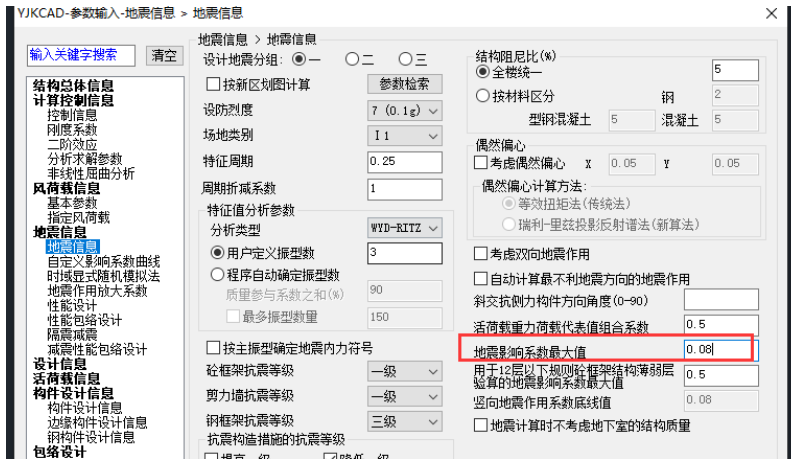 YJKCAD-参数输入-地震信息 > 地震信息
输入关键字搜索 清空
结构总体信息
计算控制信息
控制信息
刚度系数
二阶效应
分析求解参数
非线性屈曲分析
风荷载信息
基本参数
指定风荷载
地震信息
地震信息
自定义影响系数曲线
时域显式随机模拟法
地震作用放大系数
性能设计
性能包络设计
隔震减震
减震性能包络设计
设计信息
活荷载信息
构件设计信息
构件设计信息
边缘构件设计信息
钢构件设计信息
包络设计
地震信息 > 地震信息
设计地震分组: 一 二 三
按新区划图计算 参数检索
设防烈度 7 (0.1g)
场地类别 I1
特征周期 0.25
周期折减系数 1
特征值分析参数
分析类型 WYD-RITZ
用户定义振型数 3
程序自动确定振型数
质量参与系数之和(%) 90
最多振型数量 150
按主振型确定地震内力符号
砼框架抗震等级 一级
剪力墙抗震等级 一级
钢框架抗震等级 三级
抗震构造措施的抗震等级
提高一级 降低一级
结构阻尼比(%)
全楼统一 5
按材料区分 钢 2
型钢混凝土 5 混凝土 5
偶然偏心
考虑偶然偏心 X 0.05 Y 0.05
偶然偏心计算方法:
等效扭矩法(传统法)
瑞利-里兹投影反射谱法(新算法)
考虑双向地震作用
自动计算最不利地震方向的地震作用
斜交抗侧力构件方向角度(0-90)
活荷载重力荷载代表值组合系数 0.5
地震影响系数最大值 0.08
用于12层以下规则砼框架结构薄弱层
验算的地震影响系数最大值 0.5
竖向地震作用系数底线值 0.08
地震计算时不考虑地下室的结构质量